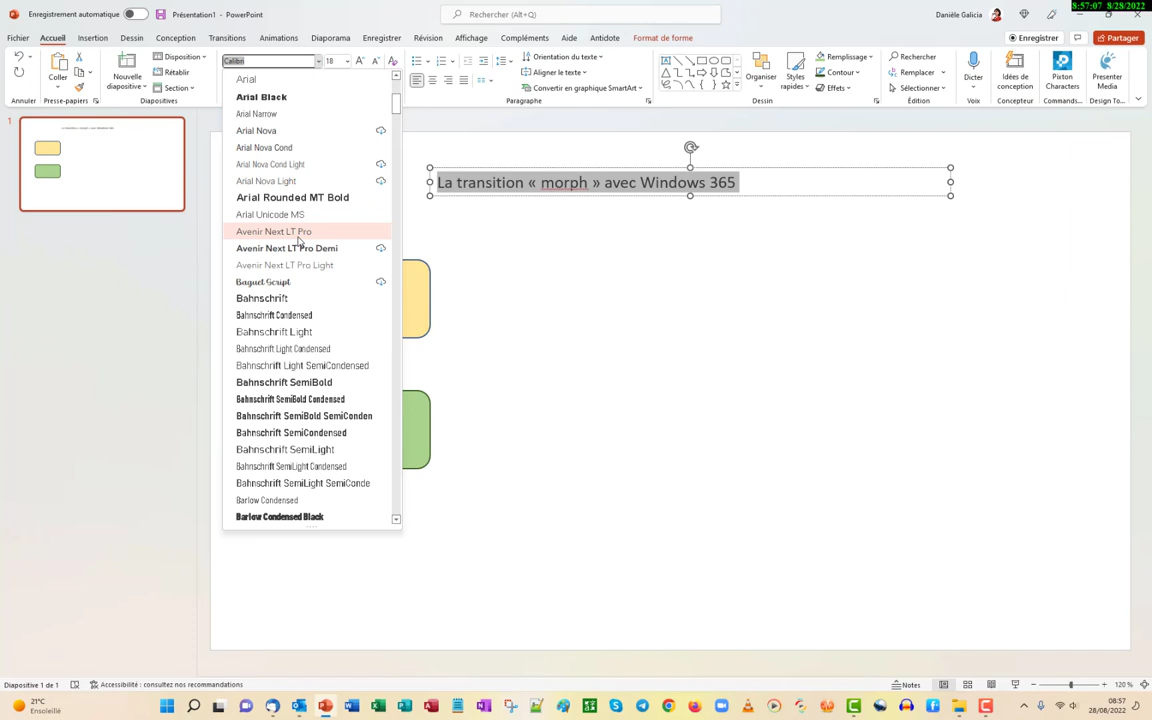 Enregistrement automatique
Présentation1 - PowerPoint
Rechercher (Alt+Q)
Danièle Galicia
8:57:07 8/28/2022
Fichier
Accueil
Insertion
Dessin
Conception
Transitions
Animations
Diaporama
Enregistrer
Révision
Affichage
Compléments
Aide
Antidote
Format de forme
Enregistrer
Partager
Coller
Nouvelle
diapositive
Disposition
Rétablir
Section
Calibri
18
Orientation du texte
Aligner le texte
Convertir en graphique SmartArt
Organiser
Styles
rapides
Remplissage
Contour
Effets
Rechercher
Remplacer
Sélectionner
Dicter
Idées de
conception
Pixton
Characters
Presenter
Media
Annuler
Presse-papiers
Diapositives
Paragraphe
Dessin
Édition
Voix
Concepteur
Commands...
Design To...
1
Arial
Arial Black
Arial Narrow
Arial Nova
Arial Nova Cond
Arial Nova Cond Light
Arial Nova Light
Arial Rounded MT Bold
Arial Unicode MS
Avenir Next LT Pro
Avenir Next LT Pro Demi
Avenir Next LT Pro Light
Baguet Script
Bahnschrift
Bahnschrift Condensed
Bahnschrift Light
Bahnschrift Light Condensed
Bahnschrift Light SemiCondensed
Bahnschrift SemiBold
Bahnschrift SemiBold Condensed
Bahnschrift SemiBold SemiConden
Bahnschrift SemiCondensed
Bahnschrift SemiLight
Bahnschrift SemiLight Condensed
Bahnschrift SemiLight SemiConde
Barlow Condensed
Barlow Condensed Black
La transition « morph » avec Windows 365
Diapositive 1 de 1
Accessibilité : consultez nos recommandations
Notes
120 %
21°C
Ensoleillé
08:57
28/08/2022